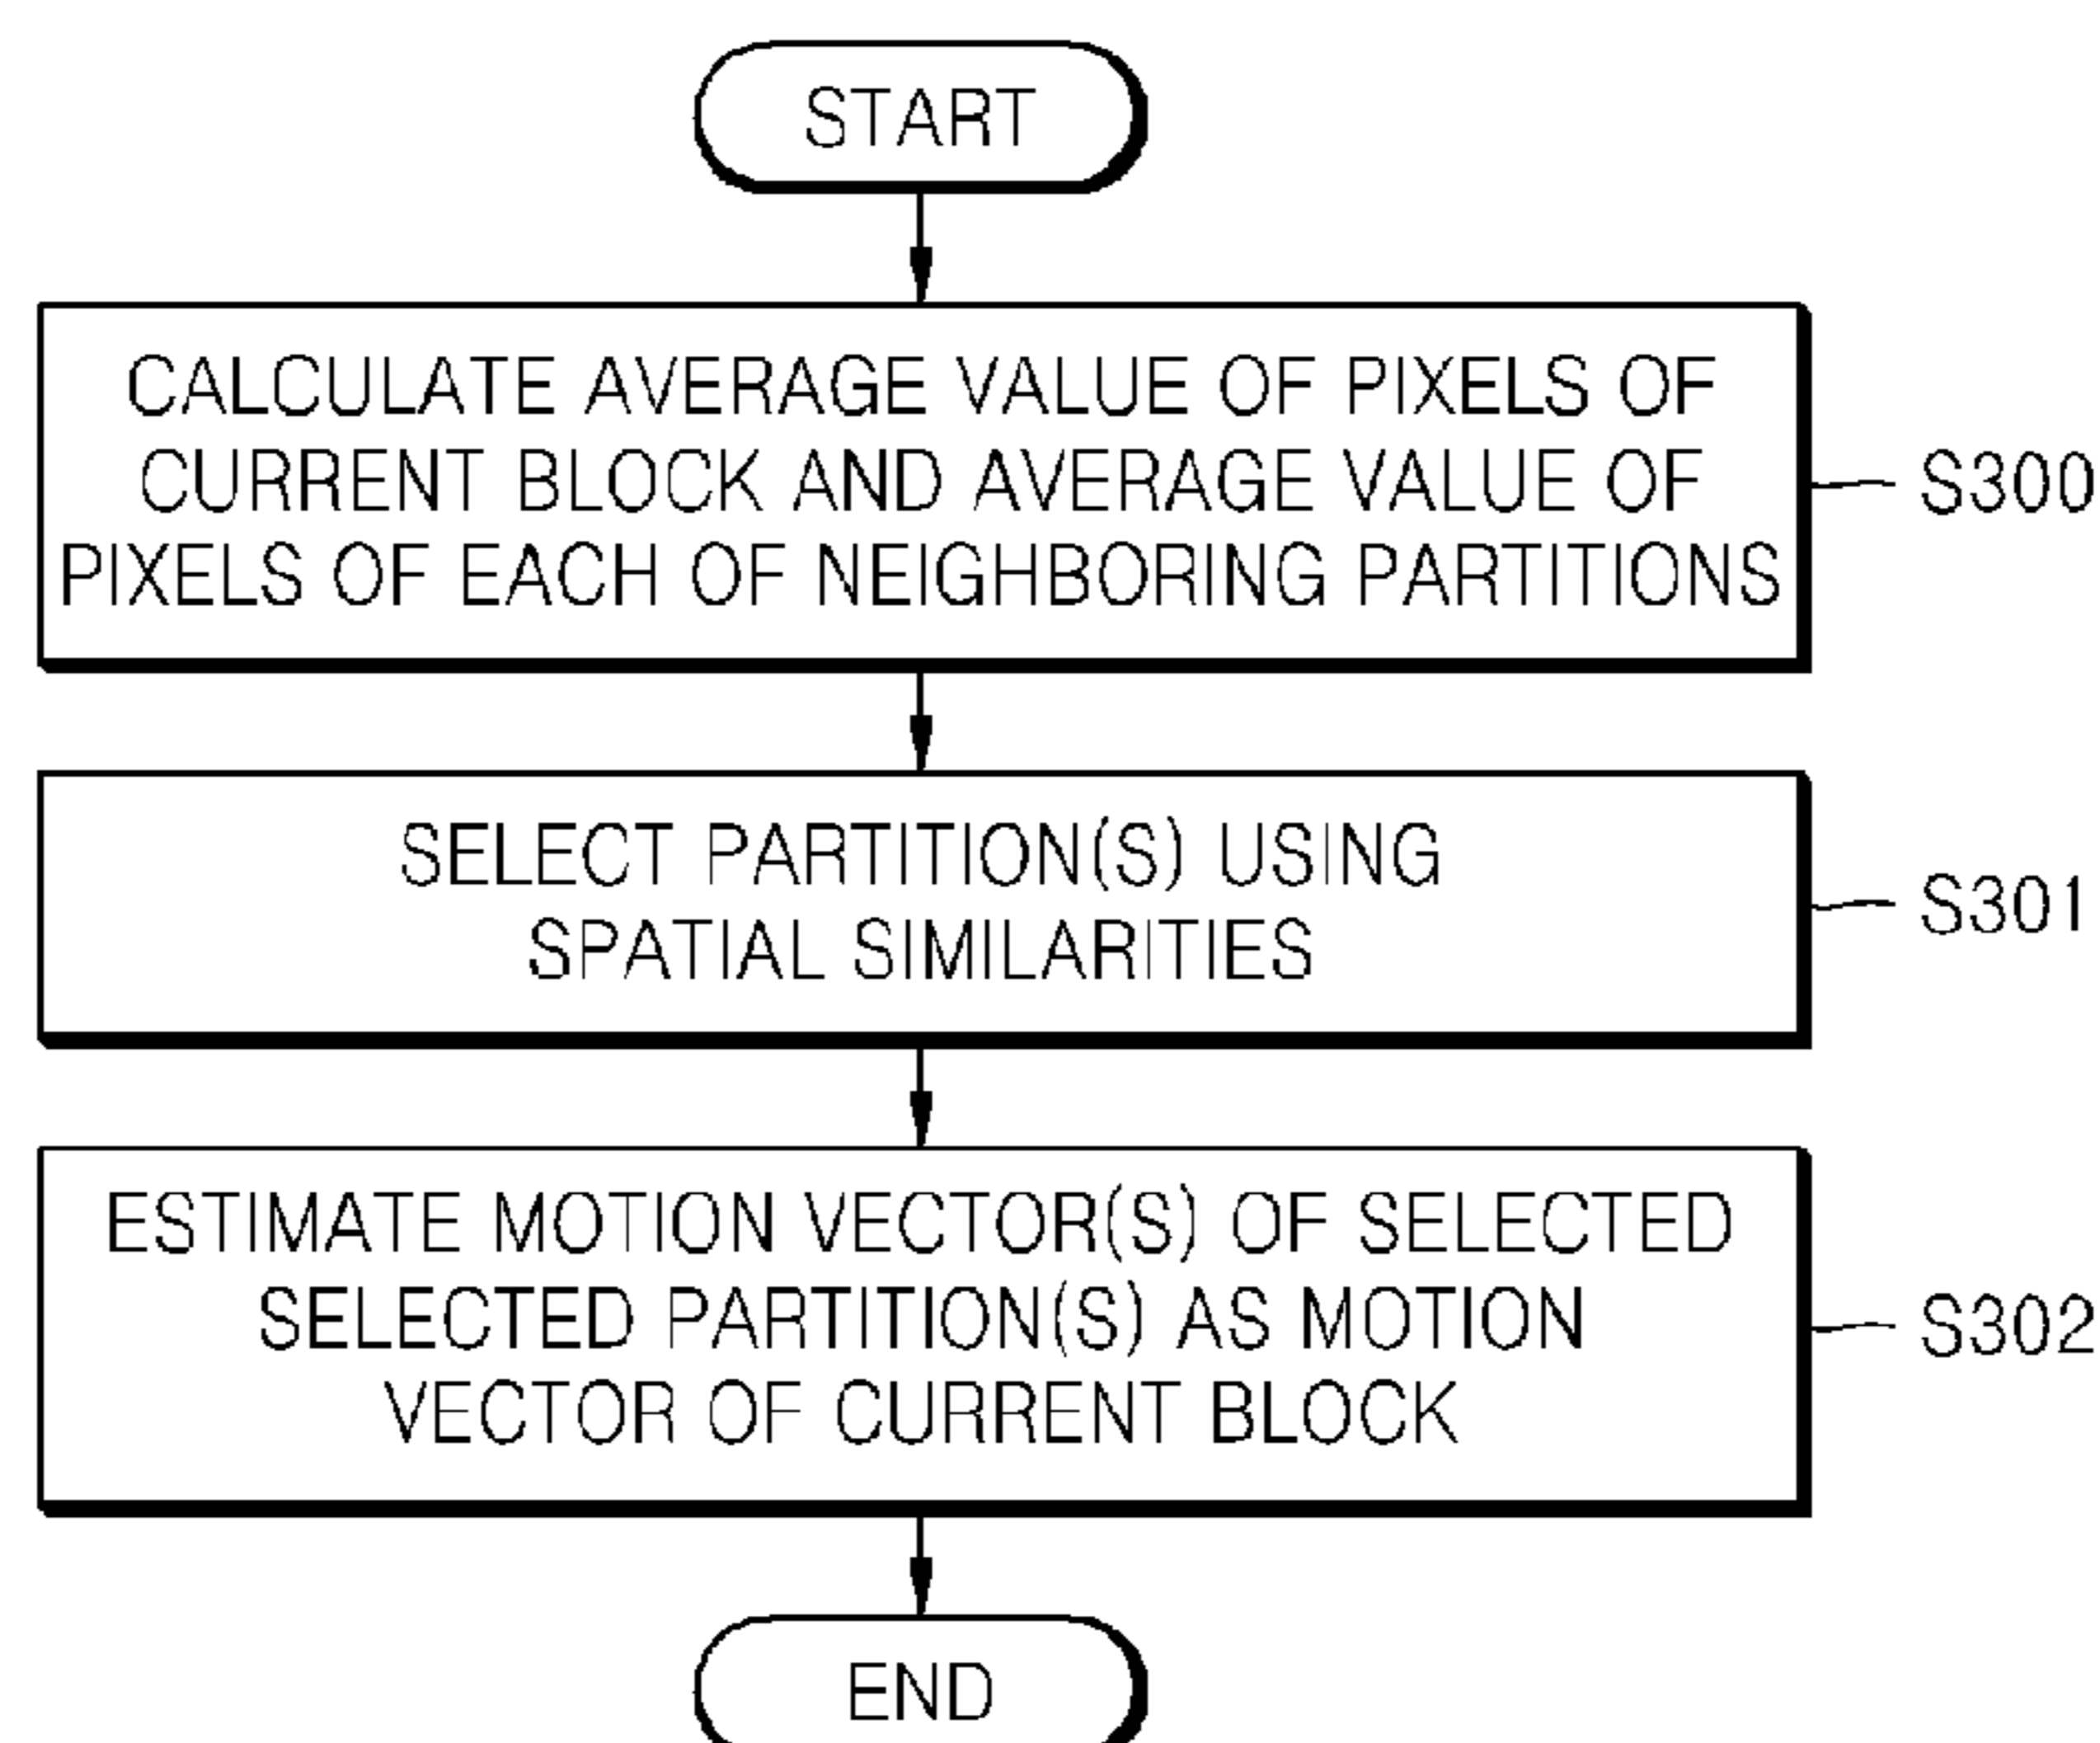 START
CALCULATE AVERAGE VALUE OF PIXELS OF
CURRENT BLOCK AND AVERAGE VALUE OF
PIXELS OF EACH OF NEIGHBORING PARTITIONS
S300
SELECT PARTITION(S) USING
SPATIAL SIMILARITIES
S301
ESTIMATE MOTION VECTOR(S) OF SELECTED
SELECTED PARTITION(S) AS MOTION
VECTOR OF CURRENT BLOCK
S302
END